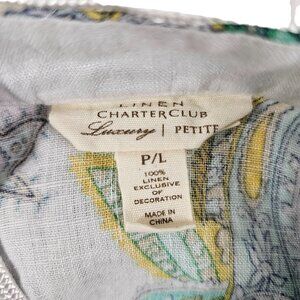 LINEN
CHARTER CLUB
Luxury | PETITE
P/L
100%
LINEN
EXCLUSIVE
OF
DECORATION
MADE IN
CHINA